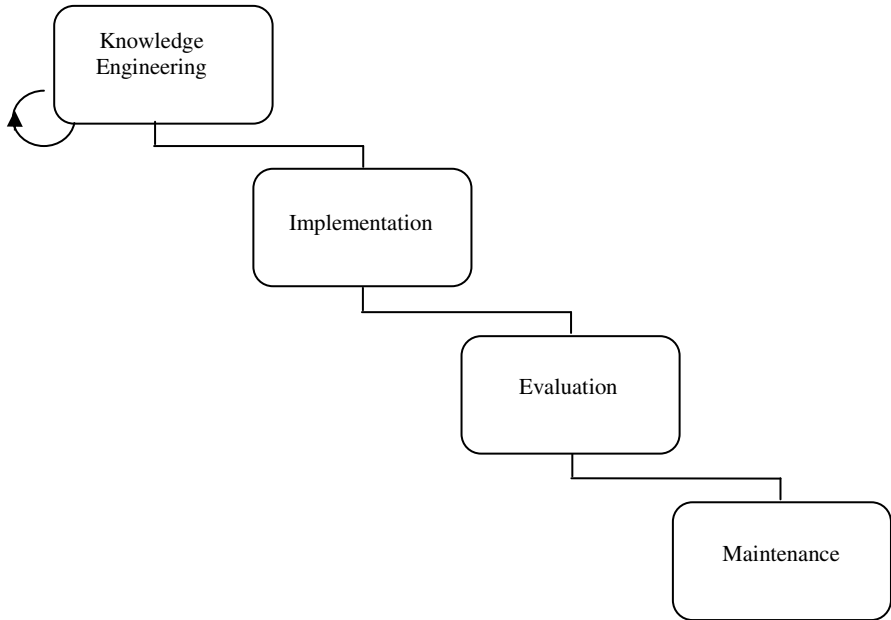 Knowledge
Engineering
Implementation
Evaluation
Maintenance